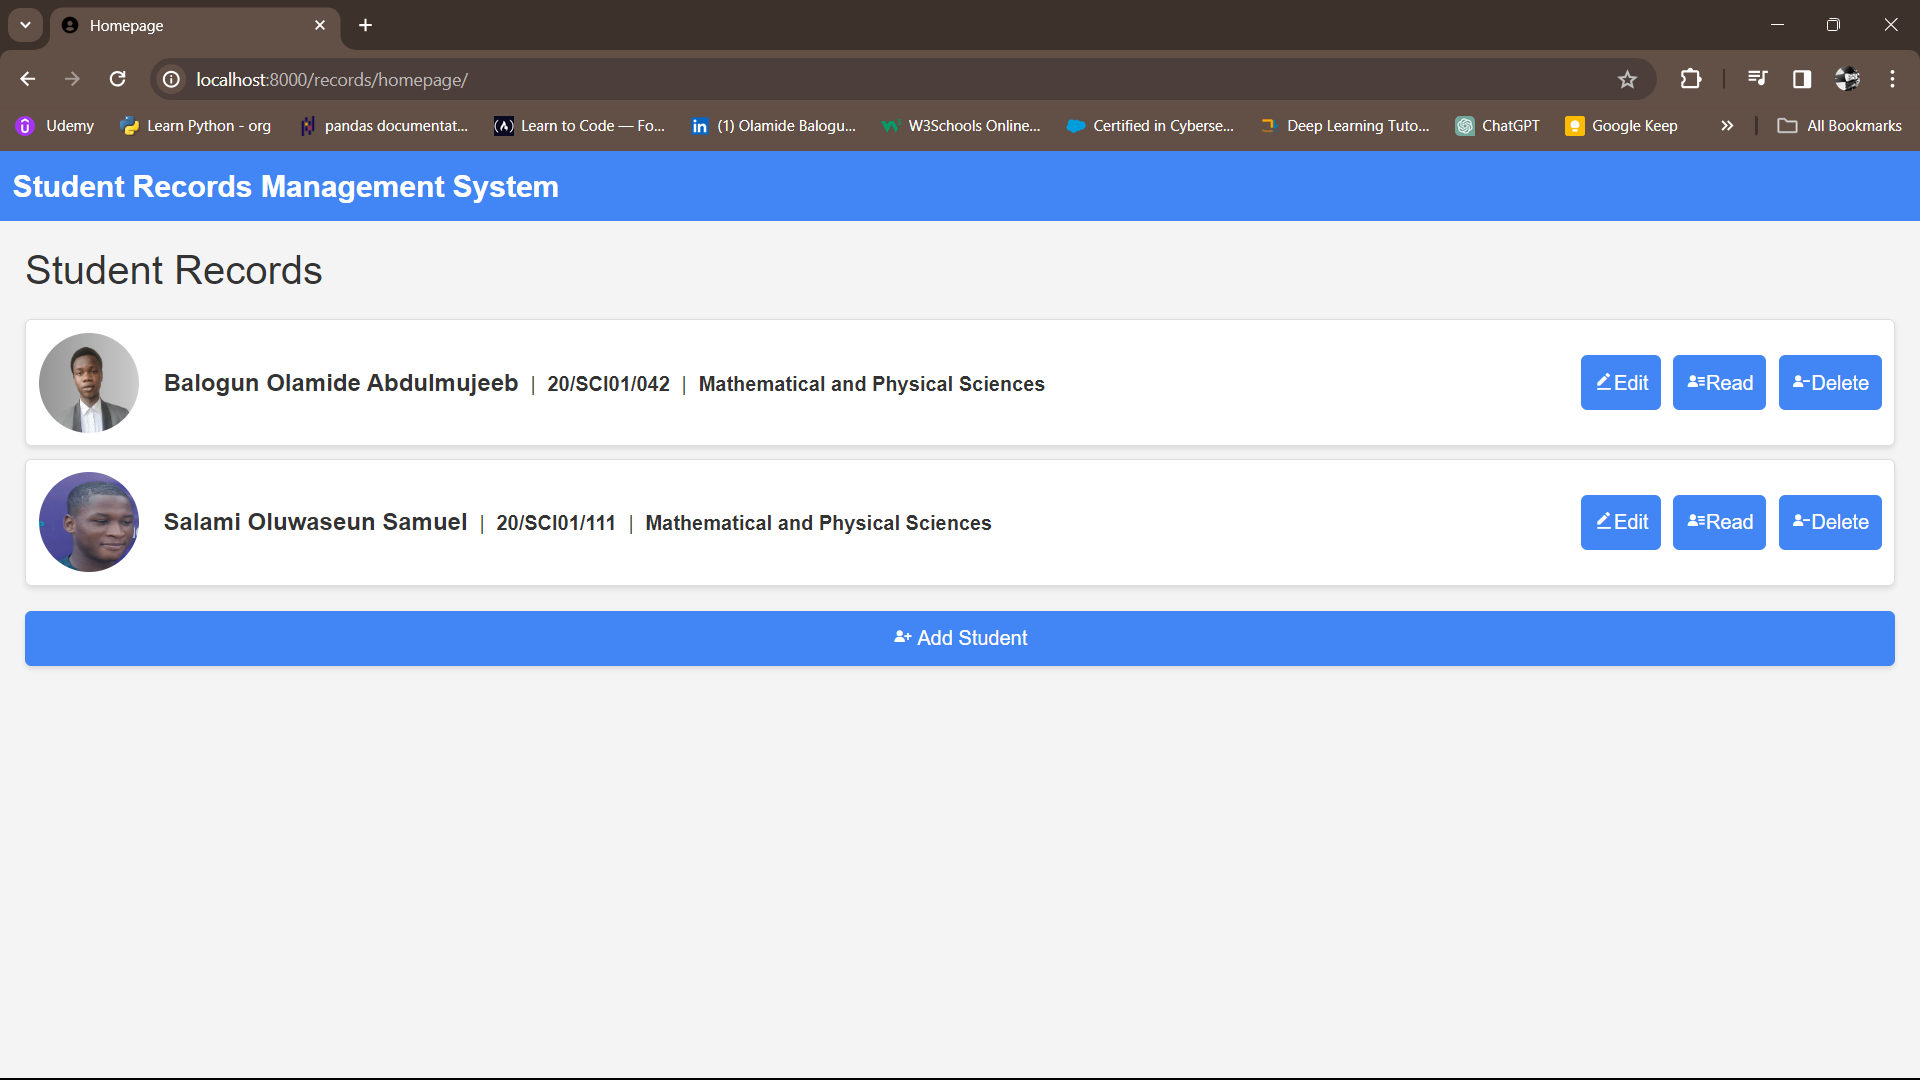 Homepage
localhost:8000/records/homepage/
Udemy Learn Python - org pandas documentat... Learn to Code — Fo... (1) Olamide Balogu... W3Schools Online... Certified in Cyberse... Deep Learning Tuto... ChatGPT Google Keep All Bookmarks
Student Records Management System
Student Records
Balogun Olamide Abdulmujeeb | 20/SCI01/042 | Mathematical and Physical Sciences Edit Read Delete
Salami Oluwaseun Samuel | 20/SCI01/111 | Mathematical and Physical Sciences Edit Read Delete
Add Student